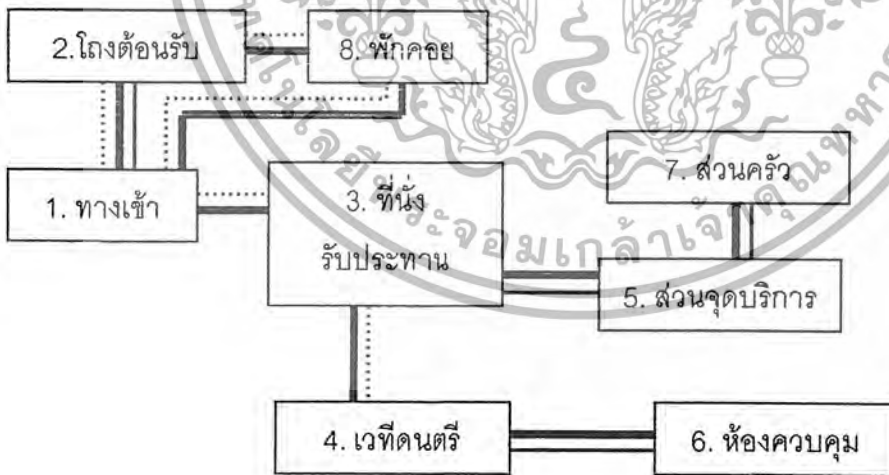 2.โถงต้อนรับ
8. พักคอย
1. ทางเข้า
3. ที่นั่ง
รับประทาน
7. ส่วนครัว
5. ส่วนจุดบริการ
4. เวทีดนตรี
6. ห้องควบคุม